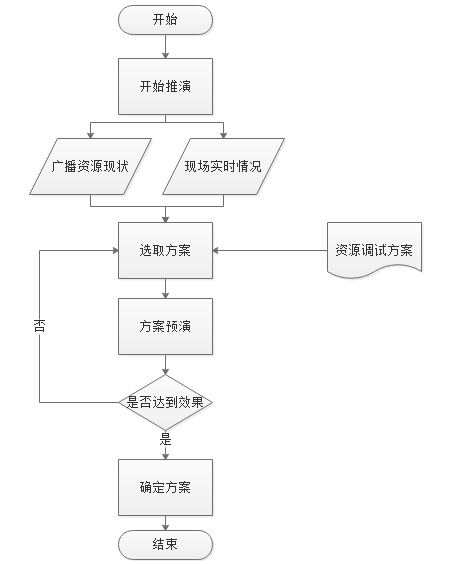 开始
开始推演
广播资源现状
现场实时情况
选取方案
资源调试方案
方案预演
否
是否达到效果
是
确定方案
结束